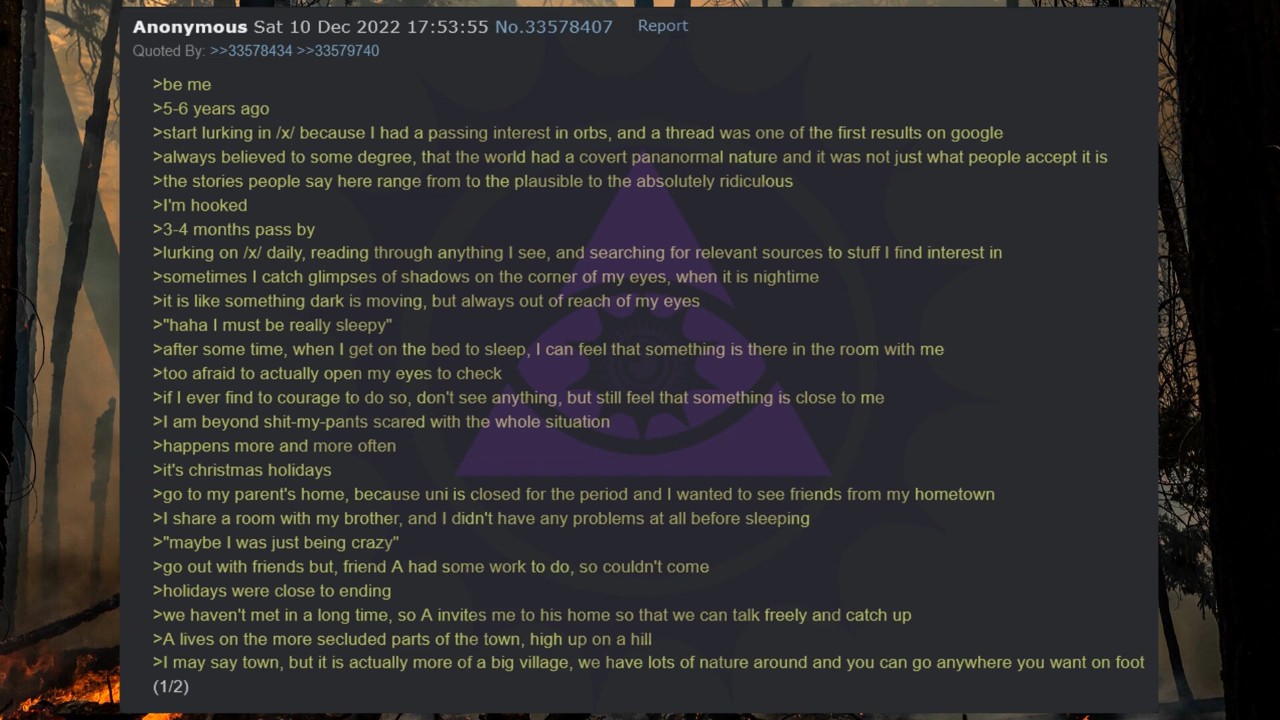 Anonymous Sat 10 Dec 2022 17:53:55 No.33578407 Report
Quoted By: >>33578434 >>33579740
>be me
>5-6 years ago
>start lurking in /x/ because I had a passing interest in orbs, and a thread was one of the first results on google
>always believed to some degree, that the world had a covert pananormal nature and it was not just what people accept it is
>the stories people say here range from to the plausible to the absolutely ridiculous
>I'm hooked
>3-4 months pass by
>lurking on /x/ daily, reading through anything I see, and searching for relevant sources to stuff I find interest in
>sometimes I catch glimpses of shadows on the corner of my eyes, when it is nightime
>it is like something dark is moving, but always out of reach of my eyes
>"haha I must be really sleepy"
>after some time, when I get on the bed to sleep, I can feel that something is there in the room with me
>too afraid to actually open my eyes to check
>if I ever find to courage to do so, don't see anything, but still feel that something is close to me
>I am beyond shit-my-pants scared with the whole situation
>happens more and more often
>it's christmas holidays
>go to my parent's home, because uni is closed for the period and I wanted to see friends from my hometown
>I share a room with my brother, and I didn't have any problems at all before sleeping
>"maybe I was just being crazy"
>go out with friends but, friend A had some work to do, so couldn't come
>holidays were close to ending
>we haven't met in a long time, so A invites me to his home so that we can talk freely and catch up
>A lives on the more secluded parts of the town, high up on a hill
>I may say town, but it is actually more of a big village, we have lots of nature around and you can go anywhere you want on foot
(1/2)